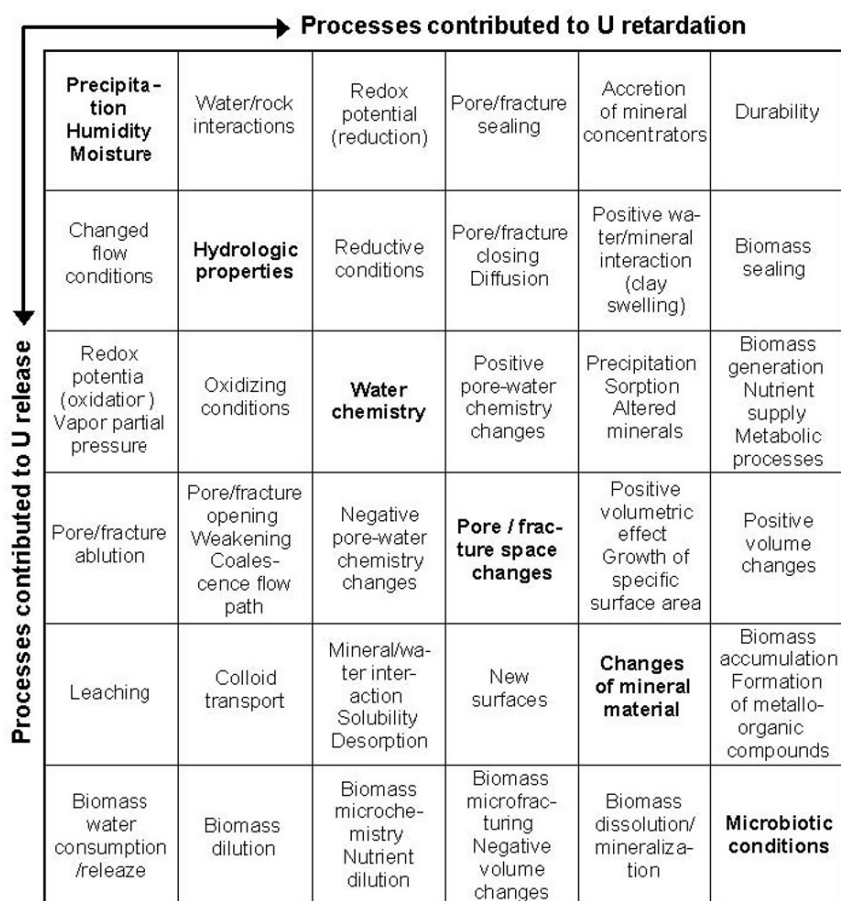 Processes contributed to U retardation
Processes contributed to U release
Precipita-
tion
Humidity
Moisture
Water/rock
interactions
Redox
potential
(reduction)
Pore/fracture
sealing
Accretion
of mineral
concentrators
Durability
Changed
flow
conditions
Hydrologic
properties
Reductive
conditions
Pore/fracture
closing
Diffusion
Positive wa-
ter/mineral
interaction
(clay
swelling)
Biomass
sealing
Redox
potentia
(oxidatior)
Vapor partial
pressure
Oxidizing
conditions
Water
chemistry
Positive
pore-water
chemistry
changes
Precipitation
Sorption
Altered
minerals
Biomass
generation
Nutrient
supply
Metabolic
processes
Pore/fracture
ablution
Pore/fracture
opening
Weakening
Coales-
cence flow
path
Negative
pore-water
chemistry
changes
Pore / frac-
ture space
changes
Positive
volumetric
effect
Growth of
specific
surface area
Positive
volume
changes
Leaching
Colloid
transport
Mineral/wa-
ter inter-
action
Solubility
Desorption
New
surfaces
Changes
of mineral
material
Biomass
accumulation
Formation
of metallo-
organic
compounds
Biomass
water
consumption
/releaze
Biomass
dilution
Biomass
microche-
mistry
Nutrient
dilution
Biomass
microfrac-
turing
Negative
volume
changes
Biomass
dissolution/
mineraliza-
tion
Microbiotic
conditions